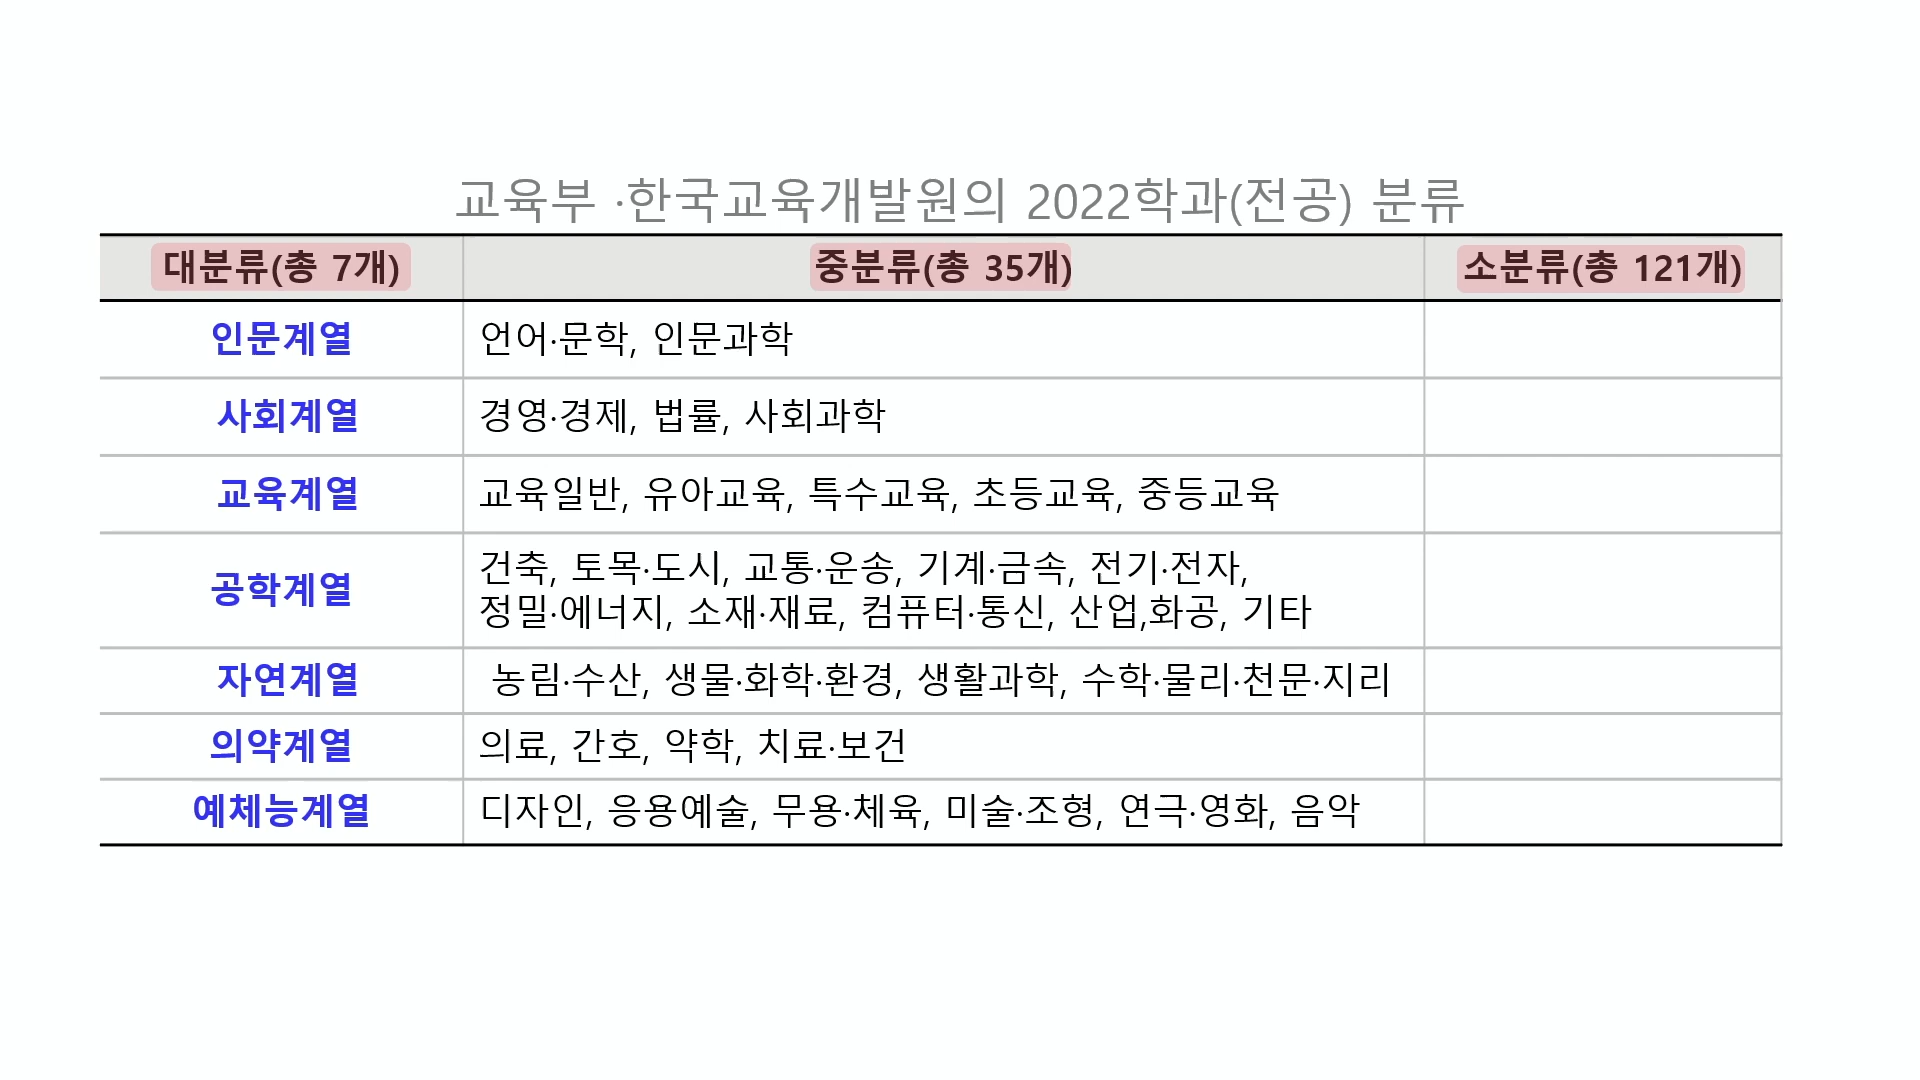 교육부 ·한국교육개발원의 2022학과(전공) 분류
대분류(총 7개) 중분류(총 35개) 소분류(총 121개)
인문계열 언어·문학, 인문과학
사회계열 경영·경제, 법률, 사회과학
교육계열 교육일반, 유아교육, 특수교육, 초등교육, 중등교육
공학계열 건축, 토목·도시, 교통·운송, 기계·금속, 전기·전자,
정밀·에너지, 소재·재료, 컴퓨터·통신, 산업,화공, 기타
자연계열 농림·수산, 생물·화학·환경, 생활과학, 수학·물리·천문·지리
의약계열 의료, 간호, 약학, 치료·보건
예체능계열 디자인, 응용예술, 무용·체육, 미술·조형, 연극·영화, 음악